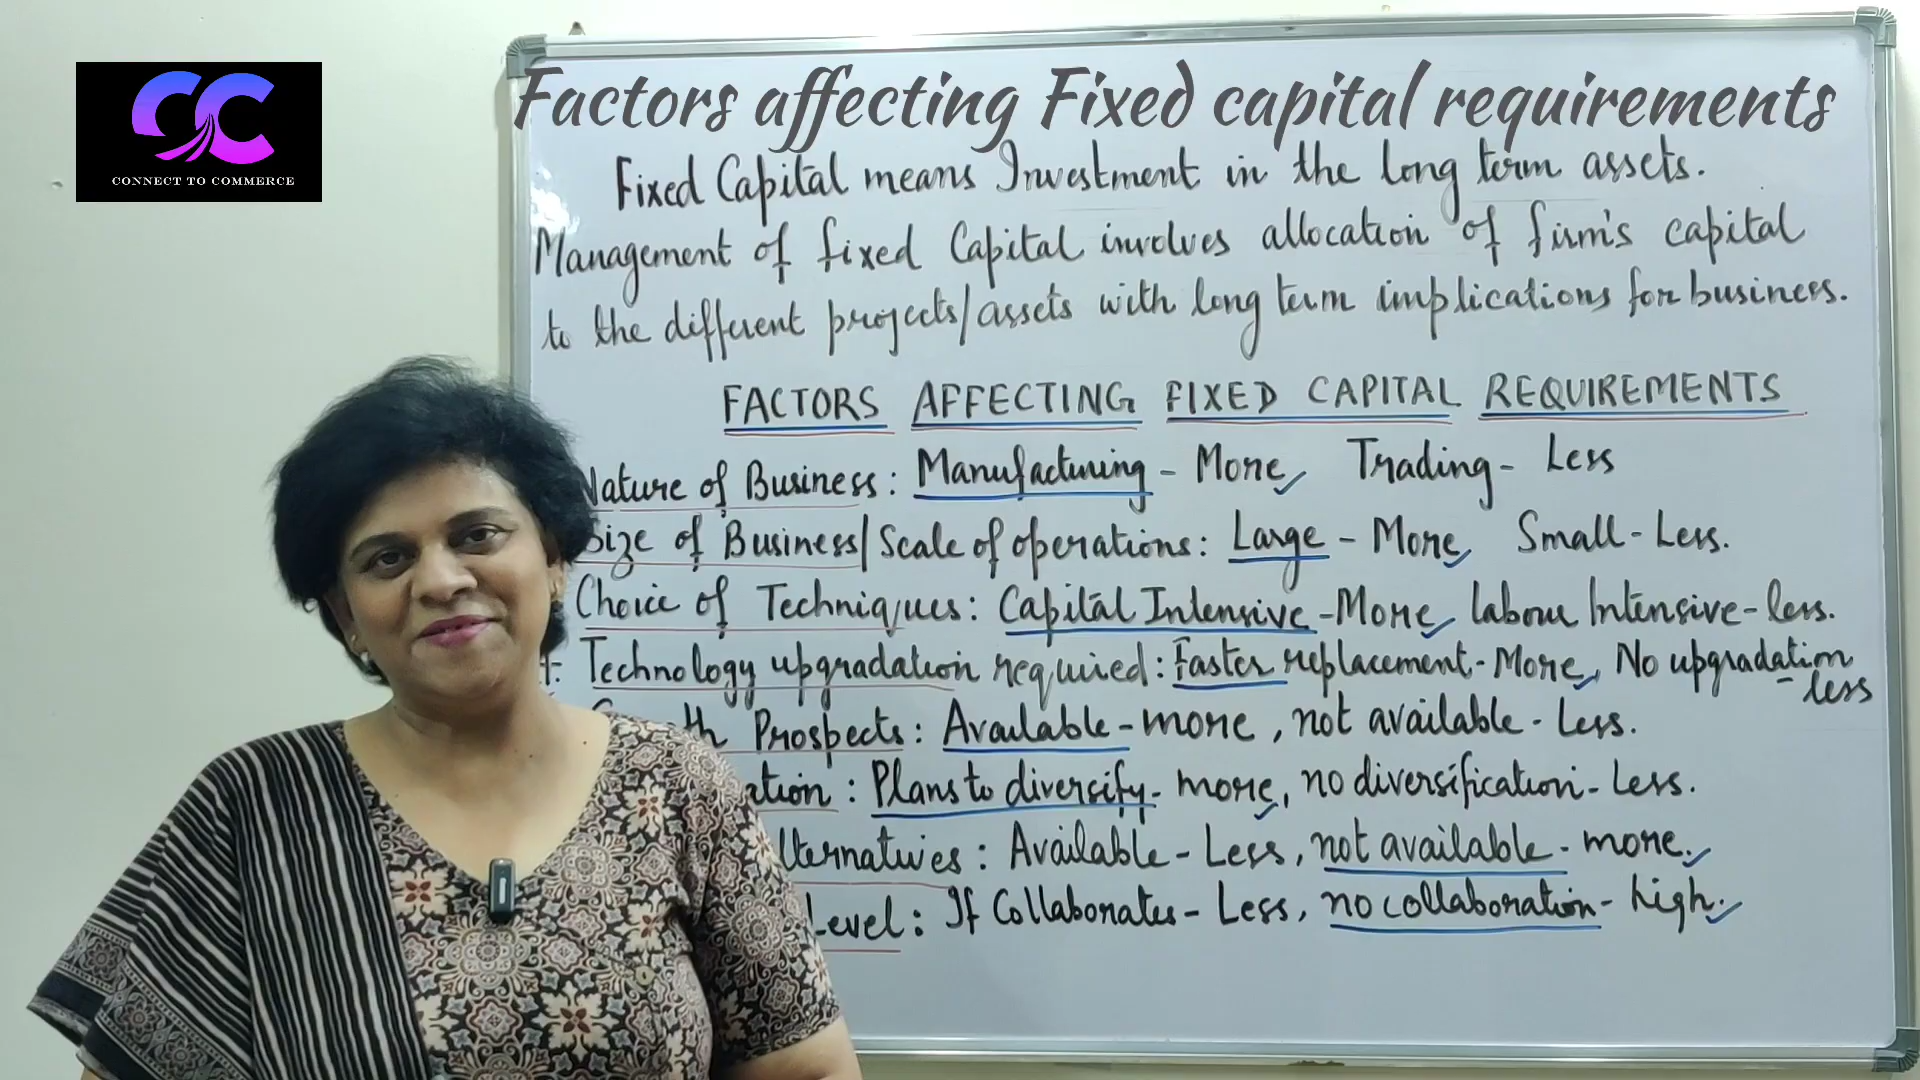 CONNECT TO COMMERCE
Factors affecting Fixed capital requirements
Fixed Capital means Investment in the long term assets.
Management of fixed Capital involves allocation of firm's capital
to the different projects/assets with long term implications for business.
FACTORS AFFECTING FIXED CAPITAL REQUIREMENTS
Nature of Business: Manufacturing - More Trading - Less
Size of Business/Scale of operations: Large - More Small - Less.
Choice of Techniques: Capital Intensive - More Labour Intensive - less.
Technology upgradation required: Faster replacement - More, No upgradation
- less
Prospects: Available - more, not available - Less.
: Plans to diversify - more, no diversification - Less.
: Available - Less, not available - more.
Level: If Collaborates - Less, no collaboration - high.